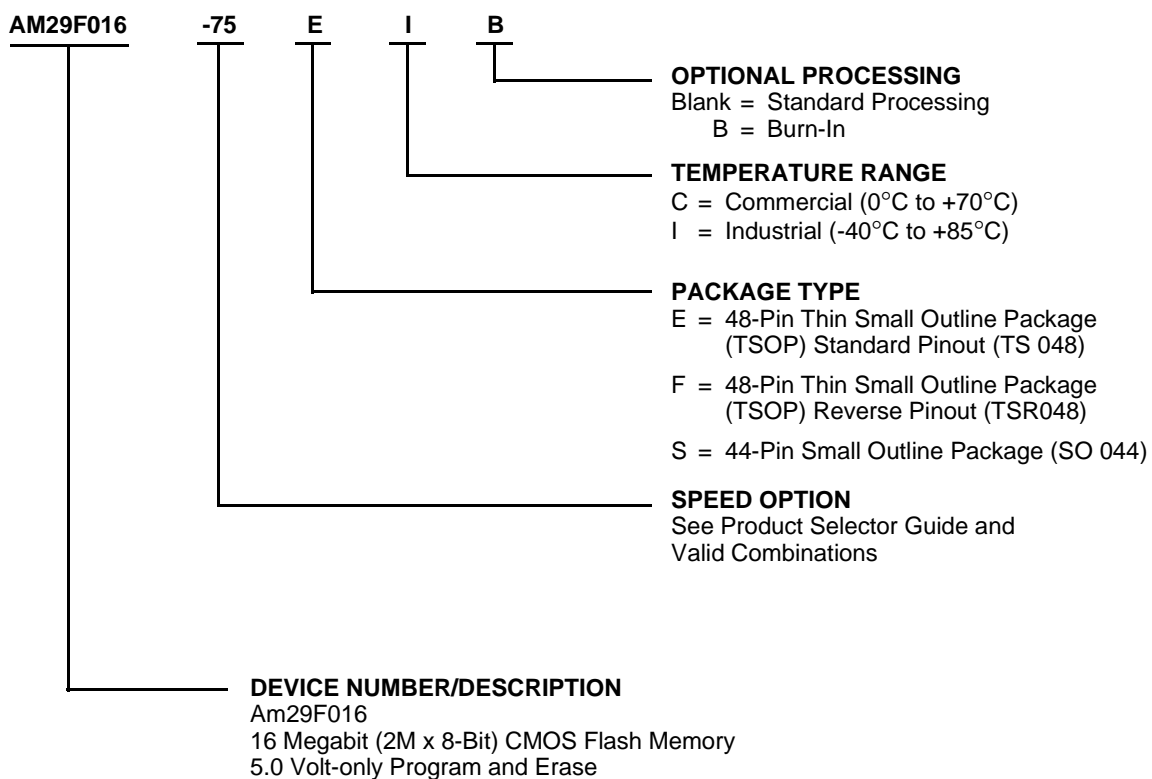 AM29F016 -75 E I B
OPTIONAL PROCESSING
Blank = Standard Processing
B = Burn-In
TEMPERATURE RANGE
C = Commercial (0°C to +70°C)
I = Industrial (-40°C to +85°C)
PACKAGE TYPE
E = 48-Pin Thin Small Outline Package
(TSOP) Standard Pinout (TS 048)
F = 48-Pin Thin Small Outline Package
(TSOP) Reverse Pinout (TSR048)
S = 44-Pin Small Outline Package (SO 044)
SPEED OPTION
See Product Selector Guide and
Valid Combinations
DEVICE NUMBER/DESCRIPTION
Am29F016
16 Megabit (2M x 8-Bit) CMOS Flash Memory
5.0 Volt-only Program and Erase